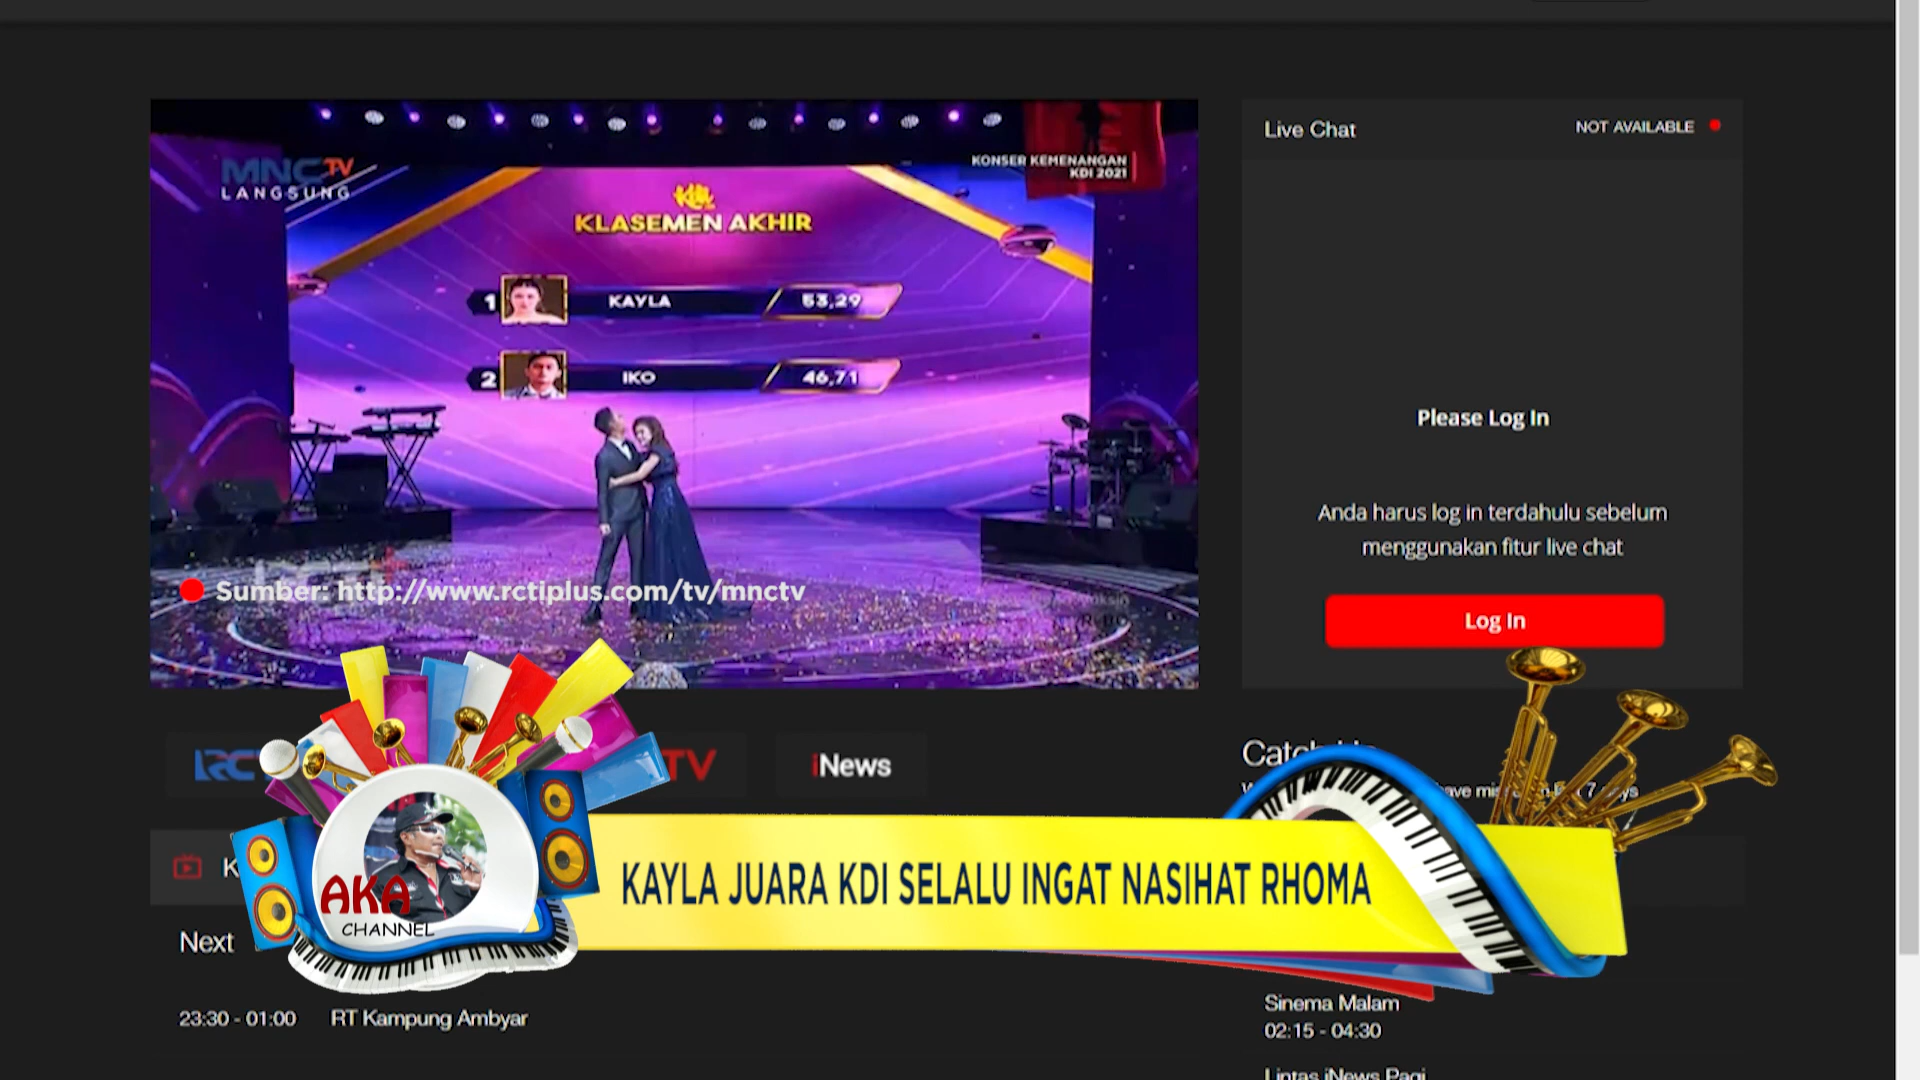 MNCTV
LANGSUNG
KONSER KEMENANGAN
KDI 2021
KDI
KLASEMEN AKHIR
1 KAYLA 53,29
2 IKO 46,71
Sumber: http://www.rctiplus.com/tv/mnctv
Live Chat
NOT AVAILABLE
Please Log In
Anda harus log in terdahulu sebelum
menggunakan fitur live chat
Log In
TV
iNews
AKA
CHANNEL
KAYLA JUARA KDI SELALU INGAT NASIHAT RHOMA
Next
23:30 - 01:00 RT Kampung Ambyar
Sinema Malam
02:15 - 04:30
Lintas iNews Pagi